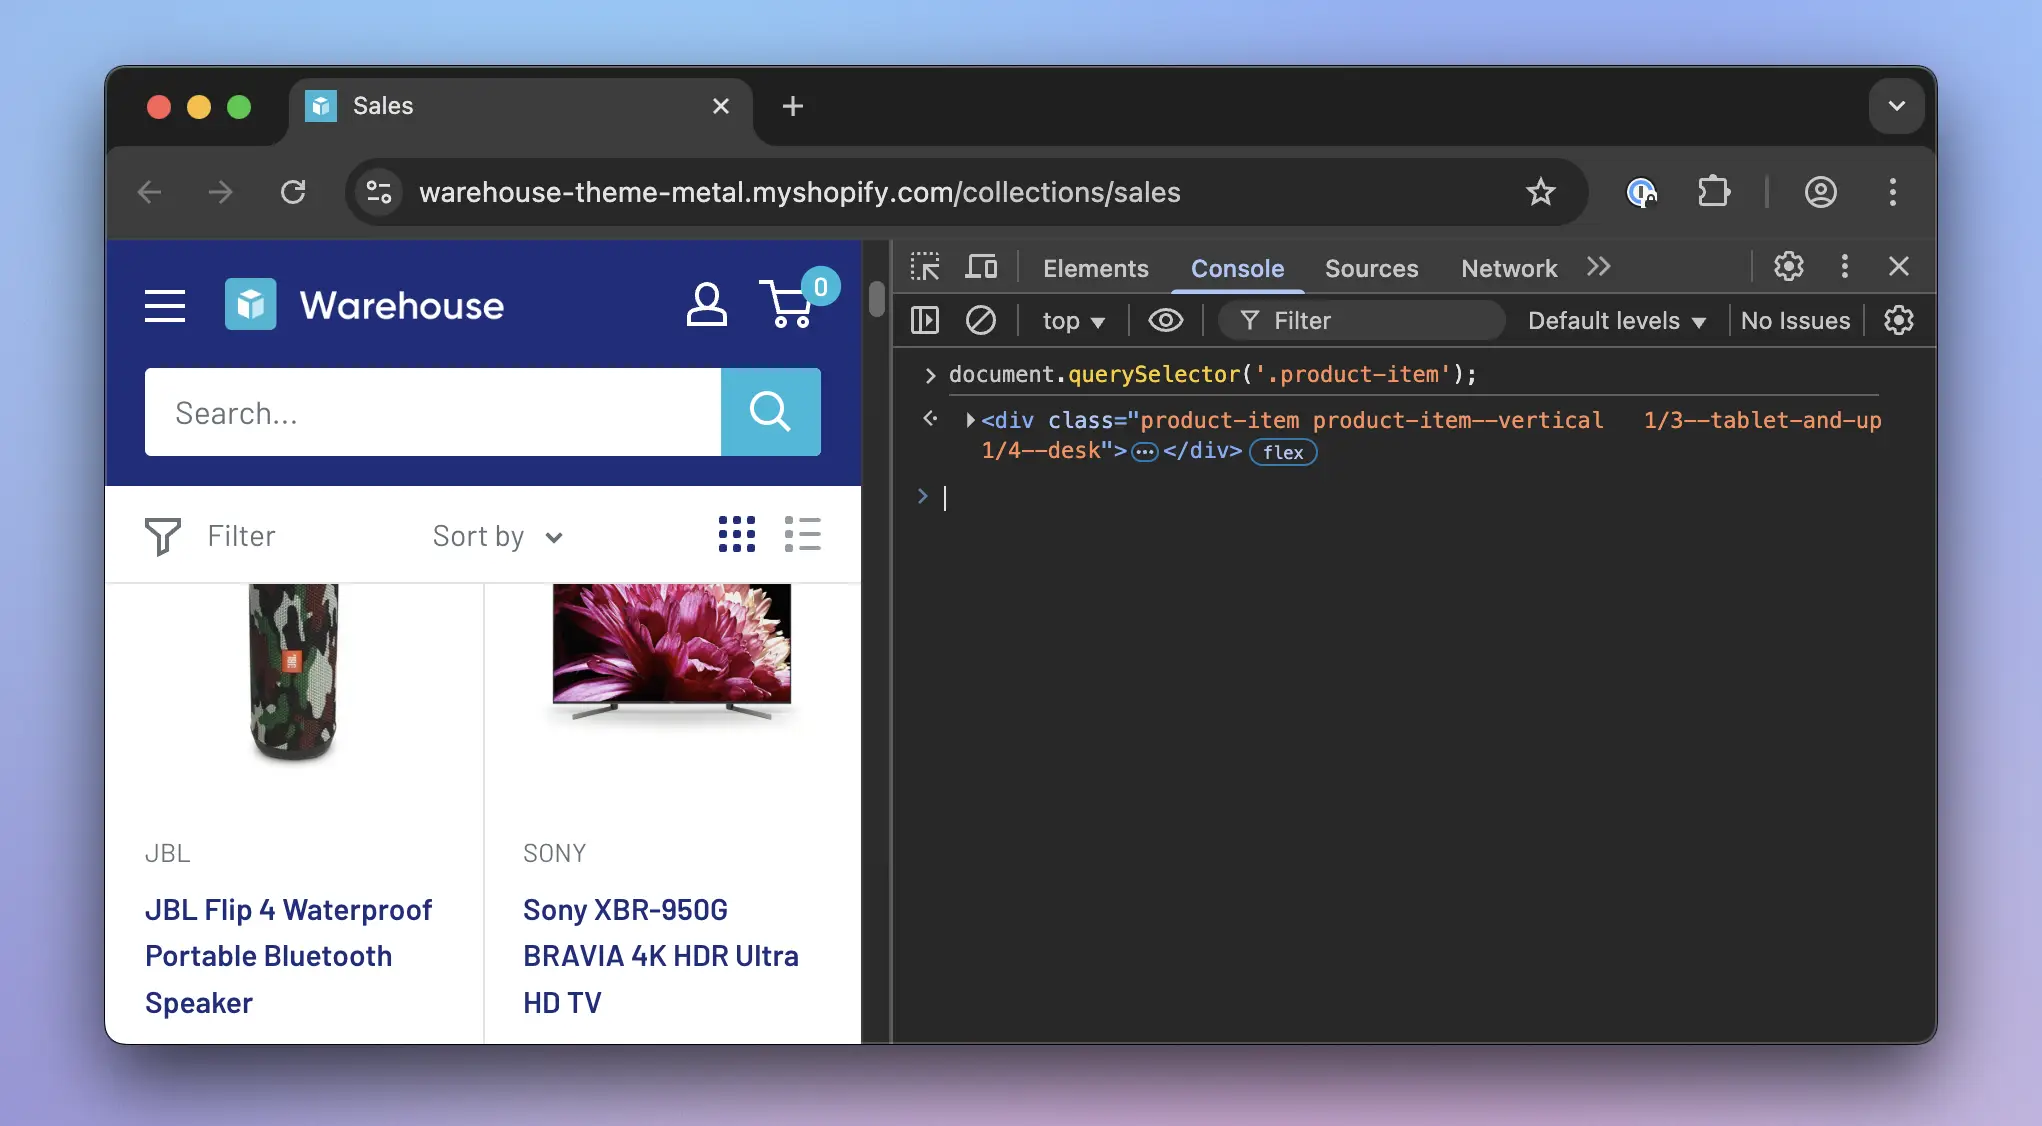 Sales
warehouse-theme-metal.myshopify.com/collections/sales
Warehouse
0
Search...
Filter
Sort by
JBL
JBL
JBL Flip 4 Waterproof
Portable Bluetooth
Speaker
SONY
Sony XBR-950G
BRAVIA 4K HDR Ultra
HD TV
Elements Console Sources Network
top ▼ Filter Default levels ▼ No Issues
document.querySelector('.product-item');
<div class="product-item product-item--vertical 1/3--tablet-and-up
1/4--desk">…</div> flex